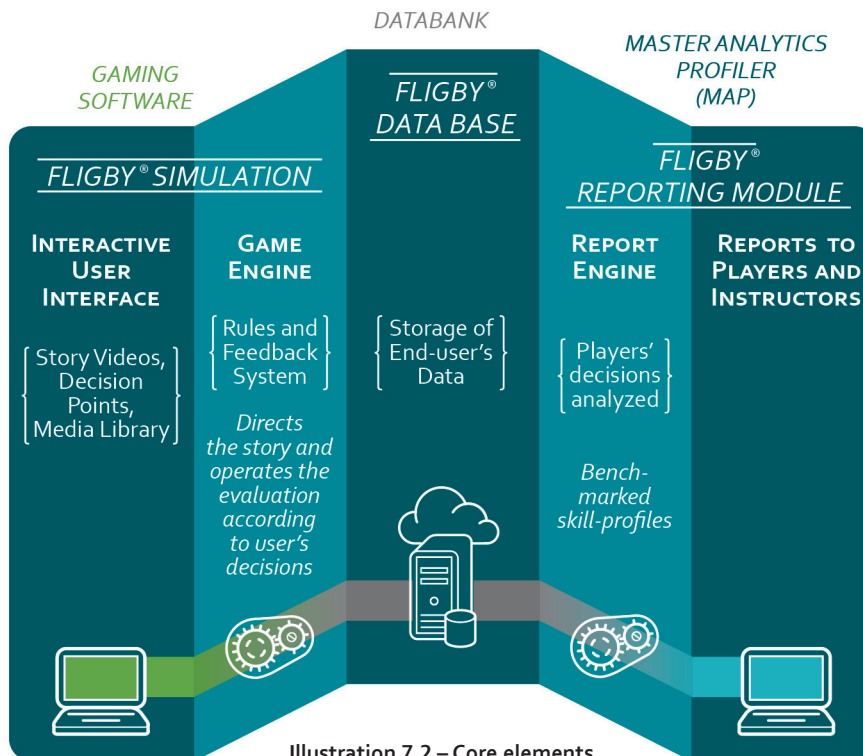 DATABANK
GAMING
SOFTWARE
MASTER ANALYTICS
PROFILER
(MAP)
FLIGBY®
DATA BASE
FLIGBY® SIMULATION
FLIGBY®
REPORTING MODULE
INTERACTIVE
USER
INTERFACE
{Story Videos,
Decision
Points,
Media Library}
GAME
ENGINE
{Rules and
Feedback
System}
Directs
the story and
operates the
evaluation
according
to user's
decisions
{Storage of
End-user's
Data}
REPORT
ENGINE
{Players'
decisions
analyzed}
Bench-
marked
skill-profiles
REPORTS TO
PLAYERS AND
INSTRUCTORS
Illustration 7.2 – Core elements